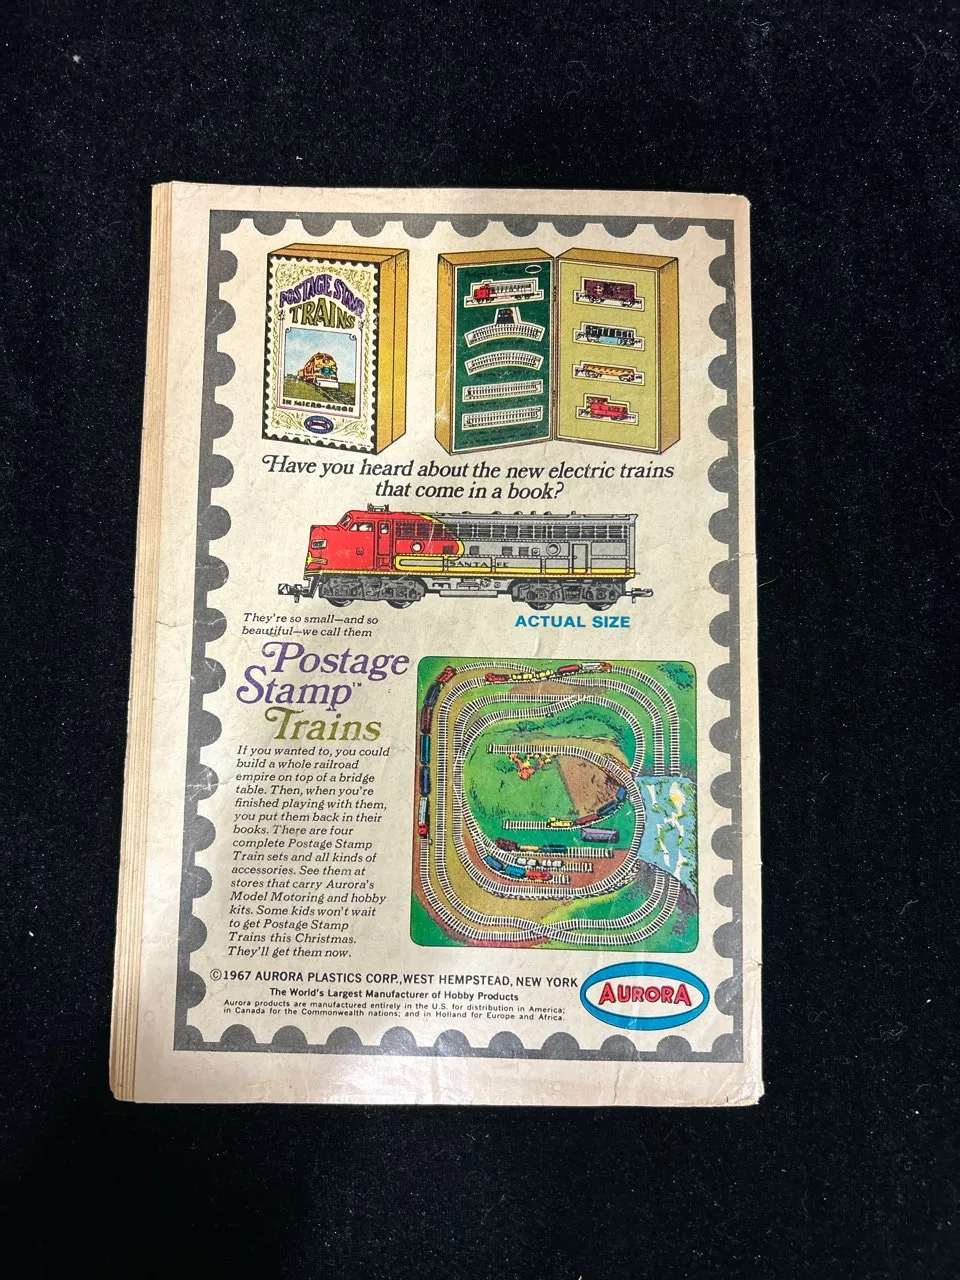 POSTAGE STAMP
TRAINS
IN MICRO-GAUGE
Have you heard about the new electric trains
that come in a book?
SANTA FE
They're so small—and so
beautiful—we call them
ACTUAL SIZE
Postage
Stamp™
Trains
If you wanted to, you could
build a whole railroad
empire on top of a bridge
table. Then, when you're
finished playing with them,
you put them back in their
books. There are four
complete Postage Stamp
Train sets and all kinds of
accessories. See them at
stores that carry Aurora's
Model Motoring and hobby
kits. Some kids won't wait
to get Postage Stamp
Trains this Christmas.
They'll get them now.
©1967 AURORA PLASTICS CORP., WEST HEMPSTEAD, NEW YORK
The World's Largest Manufacturer of Hobby Products
Aurora products are manufactured entirely in the U.S. for distribution in America;
in Canada for the Commonwealth nations; and in Holland for Europe and Africa.
AURORA